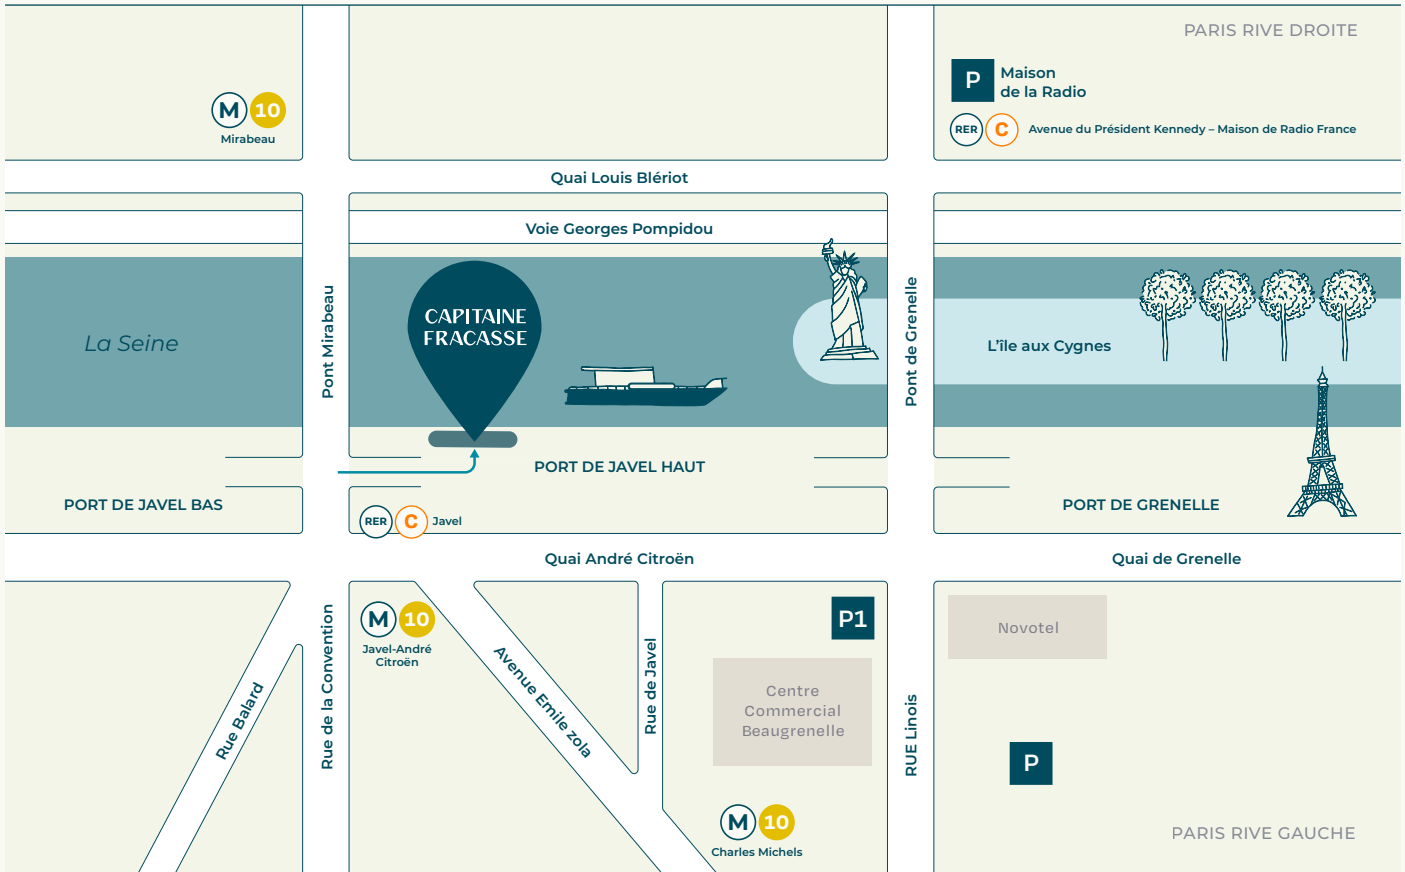 PARIS RIVE DROITE
P
Maison
de la Radio
M 10
Mirabeau
RER C Avenue du Président Kennedy – Maison de Radio France
Quai Louis Blériot
Voie Georges Pompidou
La Seine
Pont Mirabeau
CAPITAINE
FRACASSE
Pont de Grenelle
L'île aux Cygnes
PORT DE JAVEL HAUT
PORT DE JAVEL BAS
PORT DE GRENELLE
RER C Javel
Quai André Citroën
Quai de Grenelle
Rue Balard
Rue de la Convention
M 10
Javel-André
Citroën
Avenue Emile zola
Rue de Javel
P1
Centre
Commercial
Beaugrenelle
RUE Linois
Novotel
P
M 10
Charles Michels
PARIS RIVE GAUCHE